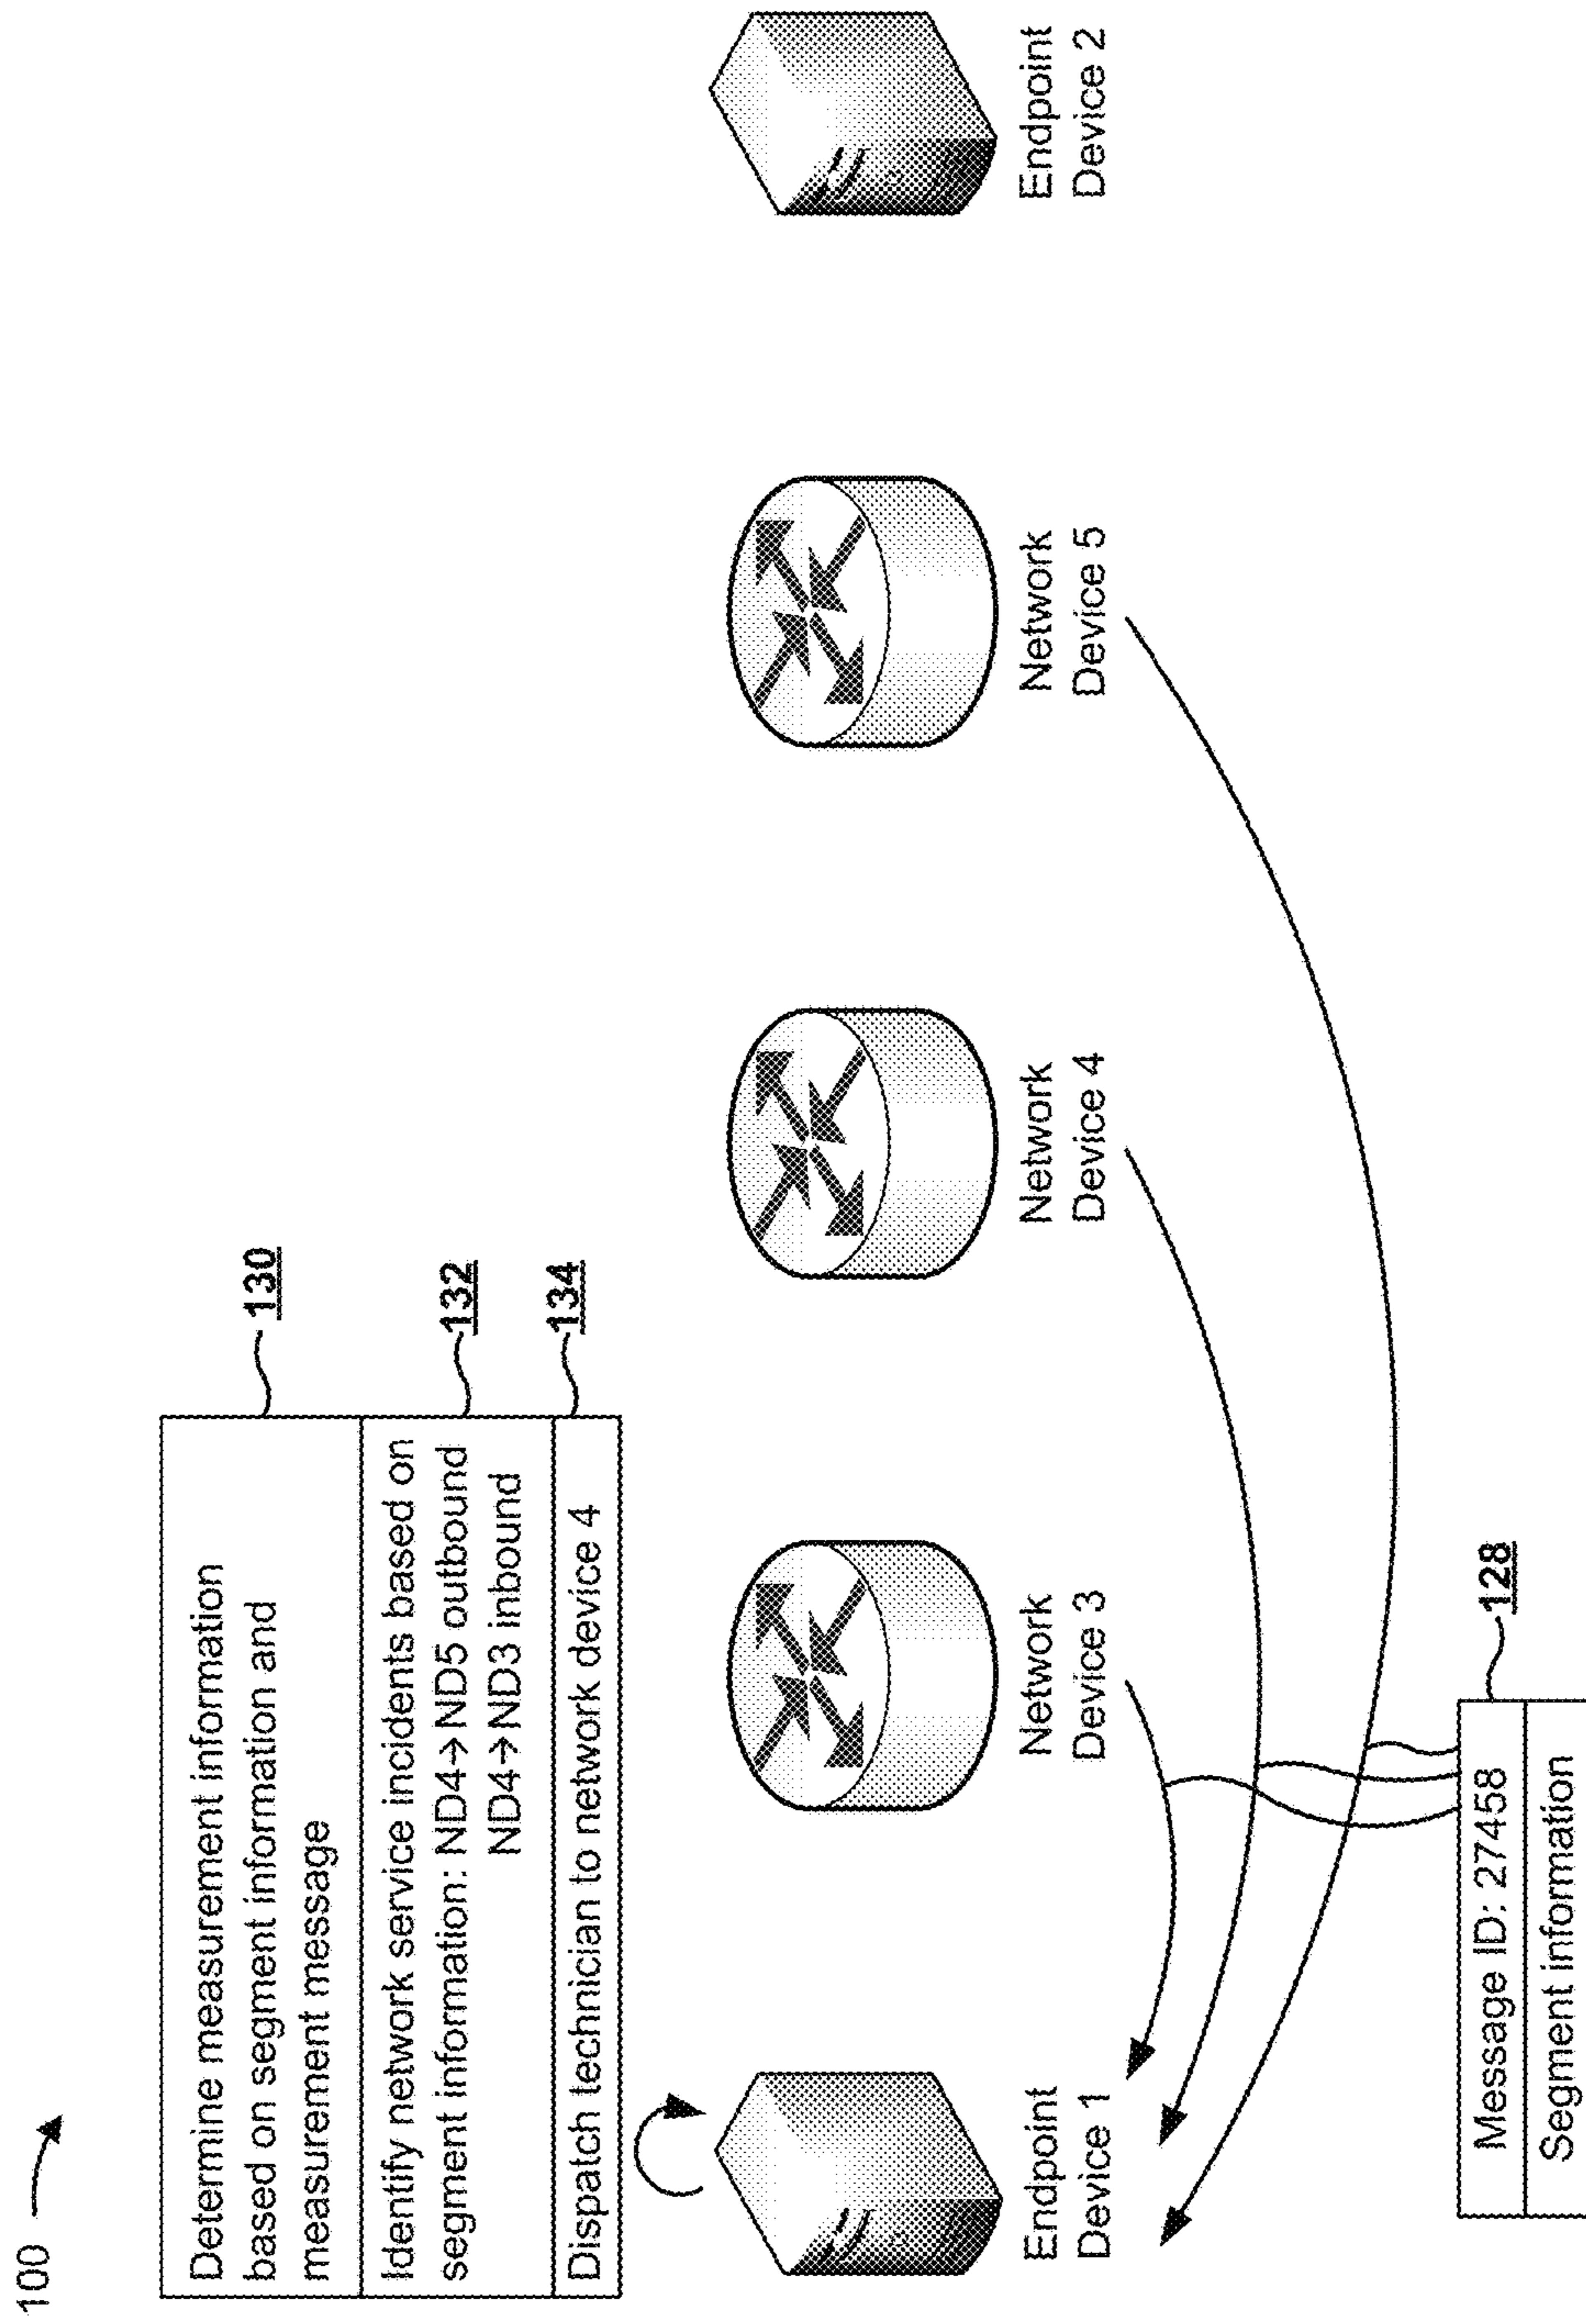 100
Determine measurement information
based on segment information and
measurement message
130
Identify network service incidents based on
segment information: ND4→ND5 outbound
ND4→ND3 inbound
132
Dispatch technician to network device 4
134
Endpoint
Device 1
Network
Device 3
Network
Device 4
Network
Device 5
Endpoint
Device 2
Message ID: 27458
128
Segment information